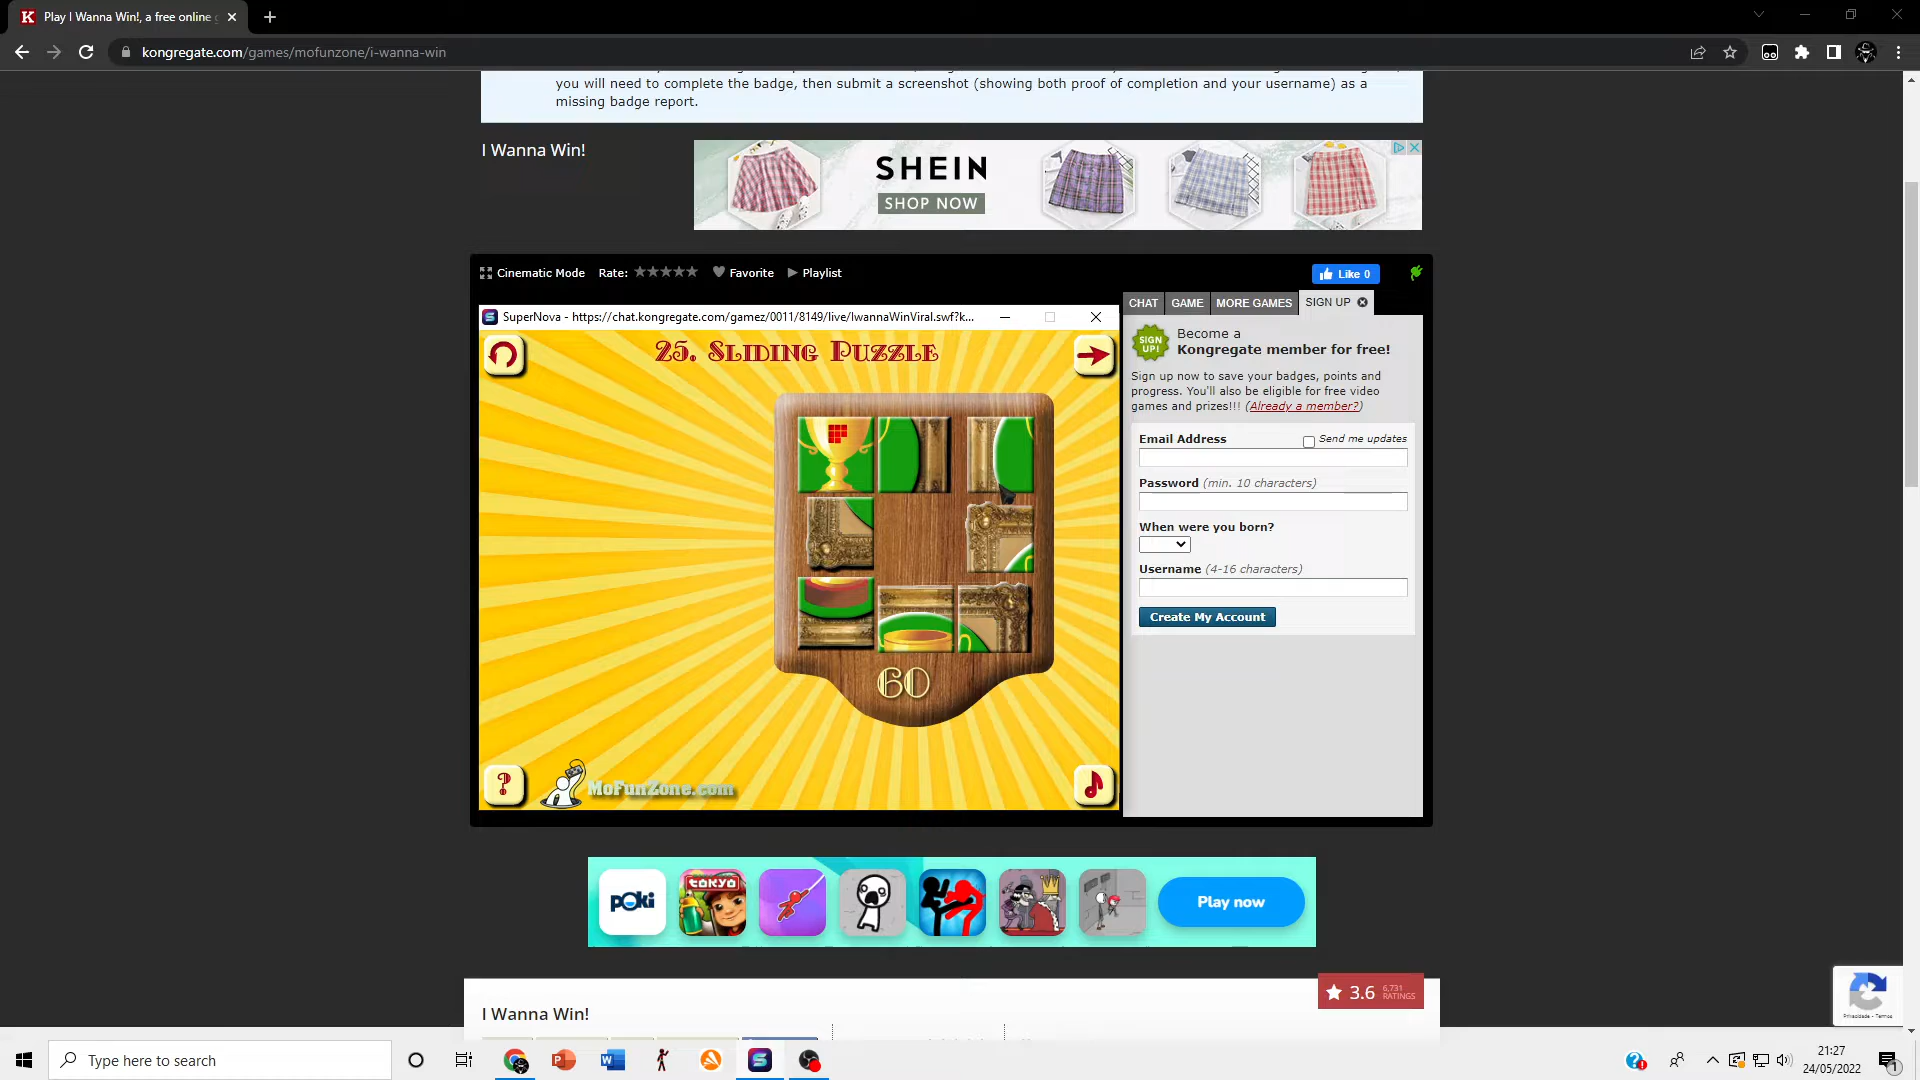 Play I Wanna Win!, a free online g
kongregate.com/games/mofunzone/i-wanna-win
you will need to complete the badge, then submit a screenshot (showing both proof of completion and your username) as a
missing badge report.
I Wanna Win!
SHEIN
SHOP NOW
Cinematic Mode Rate: Favorite Playlist
Like 0
CHAT GAME MORE GAMES SIGN UP
SuperNova - https://chat.kongregate.com/gamez/0011/8149/live/IwannaWinViral.swf?k...
25. Sliding Puzzle
60
?
MoFunZone.com
SIGN UP!
Become a
Kongregate member for free!
Sign up now to save your badges, points and
progress. You'll also be eligible for free video
games and prizes!!! (Already a member?)
Email Address Send me updates
Password (min. 10 characters)
When were you born?
Username (4-16 characters)
Create My Account
poki
TOKYO
Play now
I Wanna Win!
3.6 6,731 RATINGS
Privacidade - Termos
Type here to search
21:27
24/05/2022
1